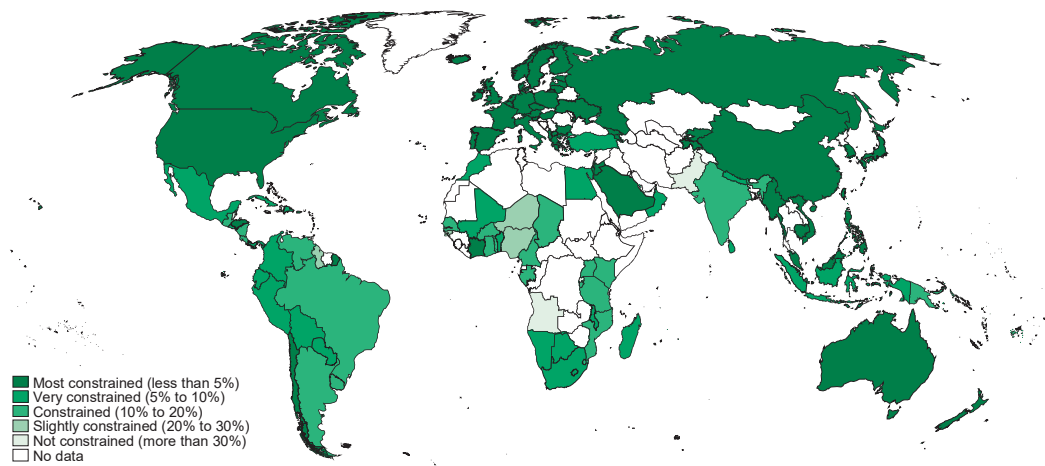 Most constrained (less than 5%)
Very constrained (5% to 10%)
Constrained (10% to 20%)
Slightly constrained (20% to 30%)
Not constrained (more than 30%)
No data